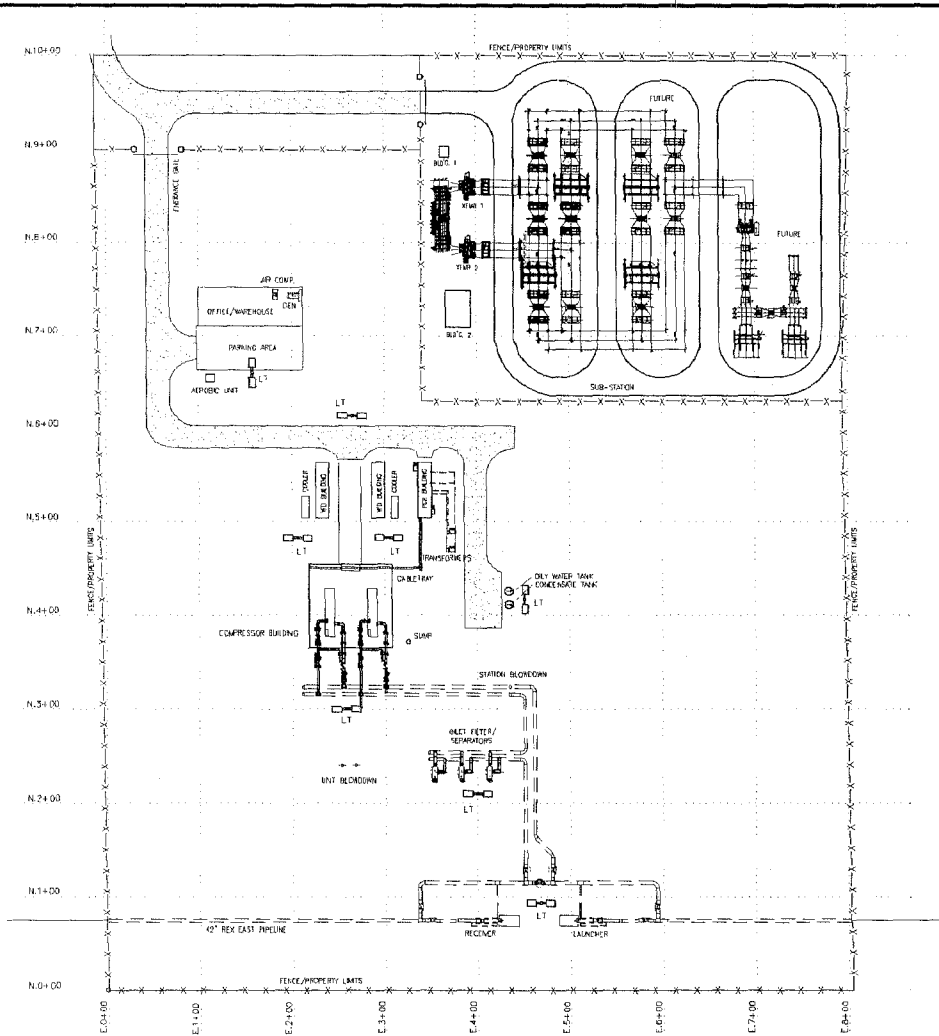 N.10+00
FENCE/PROPERTY LIMITS
FUTURE
N.9+00
BLD'G. 1
ENTRANCE GATE
XFMR 1
N.8+00
FUTURE
XFMR 2
AIR COMP.
GEN.
OFFICE/WAREHOUSE
N.7+00
BLD'G. 2
PARKING AREA
LT
AEROBIC UNIT
SUB-STATION
LT
N.6+00
COOLER
VFD BUILDING
VFD BUILDING
COOLER
PCR BUILDING
N.5+00
LT
LT
TRANSFORMERS
FENCE/PROPERTY LIMITS
FENCE/PROPERTY LIMITS
CABLETRAY
OILY WATER TANK
CONDENSATE TANK
LT
N.4+00
COMPRESSOR BUILDING
SUMP
STATION BLOWDOWN
N.3+00
LT
INLET FILTER/
SEPARATORS
UNIT BLOWDOWN
N.2+00
LT
N.1+00
LT
42" REX EAST PIPELINE
RECEIVER
LAUNCHER
FENCE/PROPERTY LIMITS
N.0+00
E.0+00
E.1+00
E.2+00
E.3+00
E.4+00
E.5+00
E.6+00
E.7+00
E.8+00